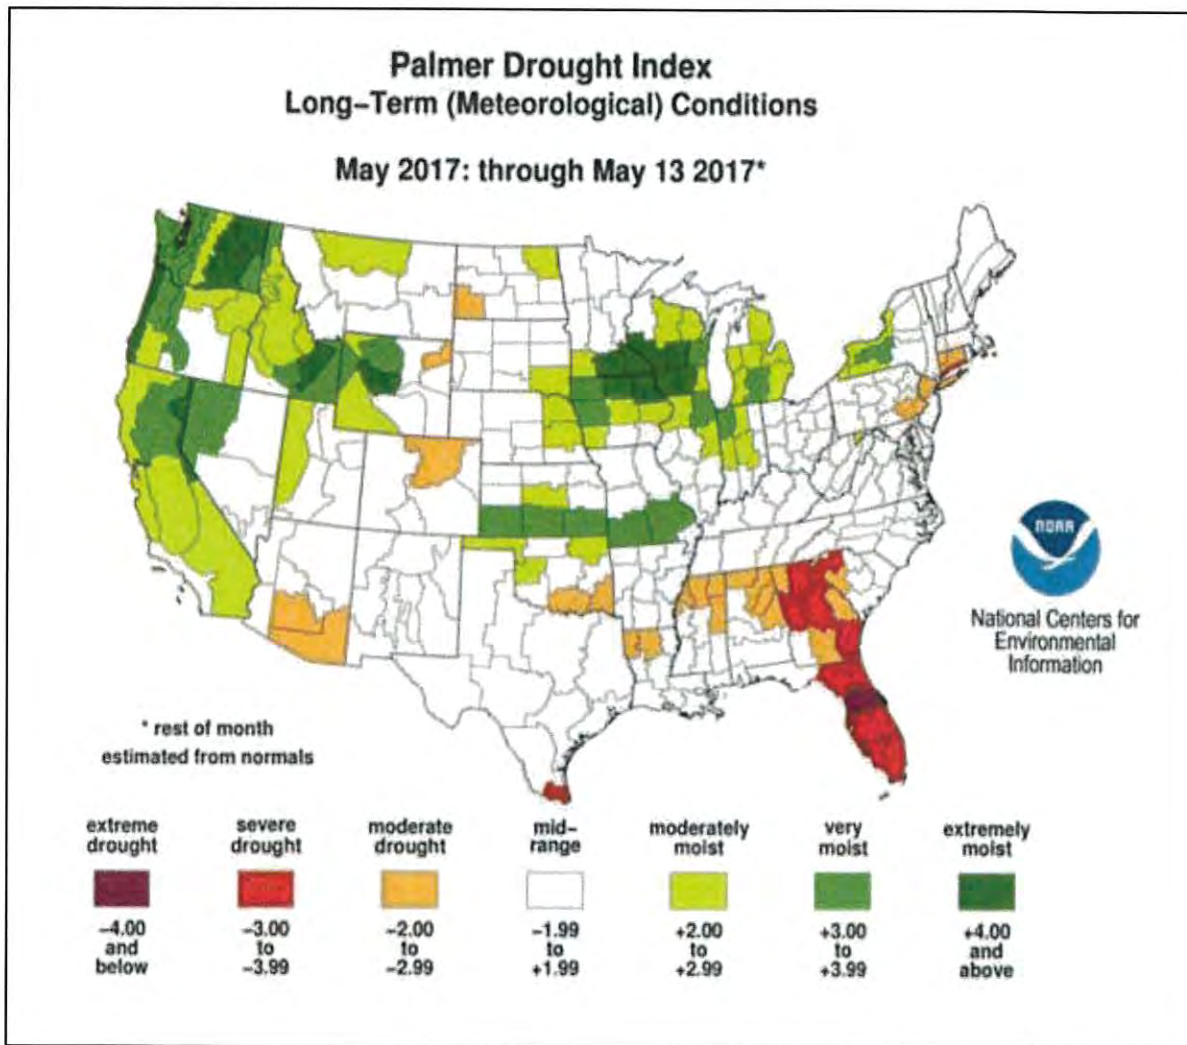 Palmer Drought Index
Long-Term (Meteorological) Conditions
May 2017: through May 13 2017*
NOAA
National Centers for
Environmental
Information
* rest of month
estimated from normals
extreme
drought
-4.00
and
below
severe
drought
-3.00
to
-3.99
moderate
drought
-2.00
to
-2.99
mid-
range
-1.99
to
+1.99
moderately
moist
+2.00
to
+2.99
very
moist
+3.00
to
+3.99
extremely
moist
+4.00
and
above